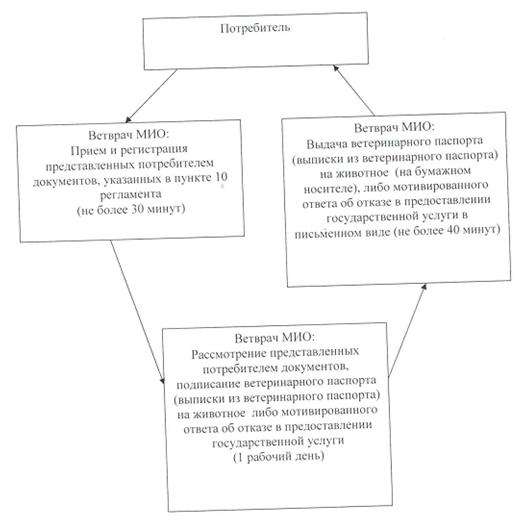 Потребитель
Ветврач МИО:
Прием и регистрация
представленных потребителем
документов, указанных в пункте 10
регламента
(не более 30 минут)
Ветврач МИО:
Рассмотрение представленных
потребителем документов,
подписание ветеринарного паспорта
(выписки из ветеринарного паспорта)
на животное либо мотивированного
ответа об отказе в предоставлении
государственной услуги
(1 рабочий день)
Ветврач МИО:
Выдача ветеринарного паспорта
(выписки из ветеринарного паспорта)
на животное (на бумажном
носителе), либо мотивированного
ответа об отказе в предоставлении
государственной услуги в
письменном виде (не более 40 минут)